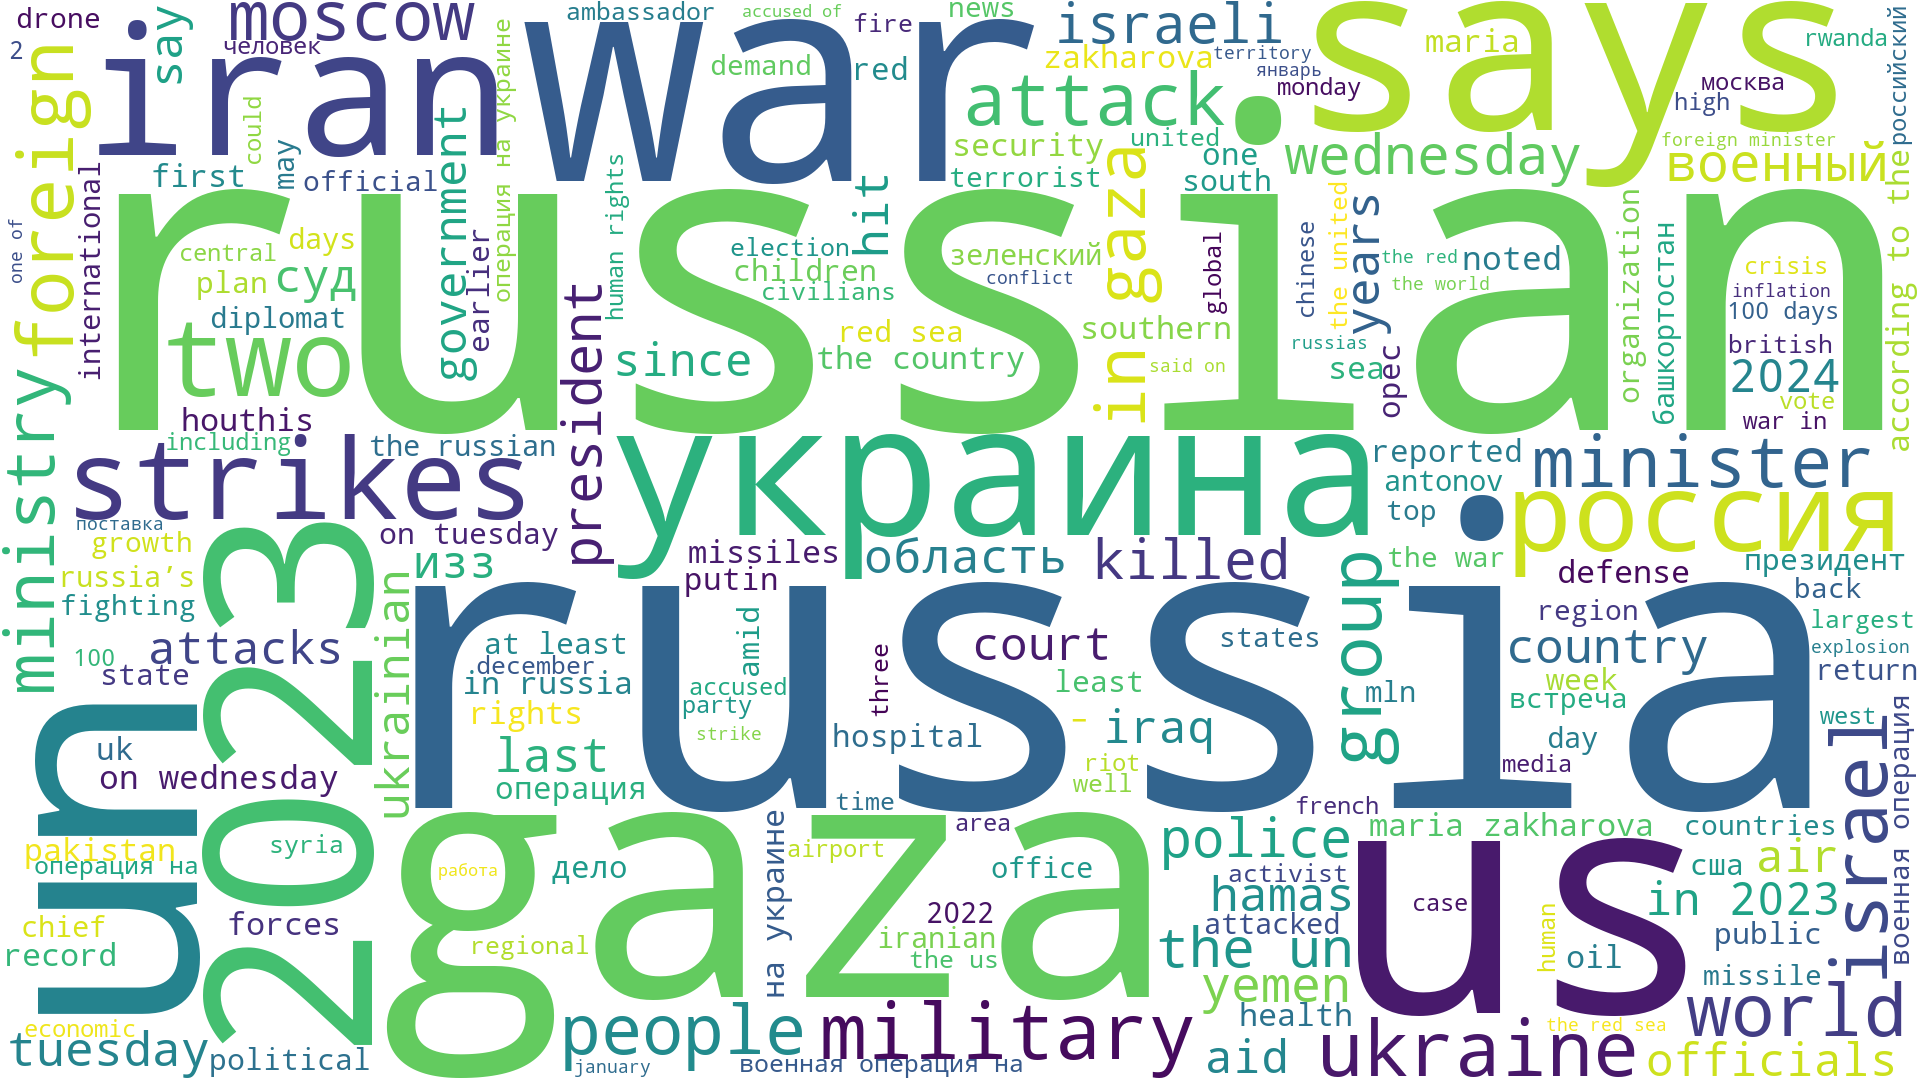 drone
moscow
ambassador
accused of
news
israeli
says
maria
rwanda
российский
say
человек
fire
zakharova
territory
2
iran
war
demand
red
январь
monday
москва
high
foreign
could
операция на украине
attack
wednesday
foreign minister
военный
according to the
international
first
may
official
government
human rights
hit
security
terrorist
in gaza
united
one
south
the united
years
organization
башкортостан
one of
russian
central
days
plan
суд
earlier
election
children
civilians
зеленский
conflict
global
chinese
the red
noted
the world
crisis
inflation
100 days
british
2024
vote
war in
diplomat
two
president
since
red sea
the country
southern
said on
russias
sea
орес
ministry
houthis
including
the russian
strikes
украина
reported
antonov
top
minister
россия
поставка
growth
russia’s
fighting
on tuesday
изз
missiles
putin
область
killed
group
the war
defense
президент
back
region
largest
explosion
return
attacks
100
state
2023
ukrainian
russia
at least
december
in russia
rights
amid
accused
party
strike
three
court
least
–
states
country
week
mln
встреча
day
media
west
военная операция
un
uk
on wednesday
last
операция
hospital
iraq
riot
well
israel
pakistan
операция на
syria
gaza
работа
дело
на украине
time
airport
area
office
french
police
maria zakharova
countries
сша
air
us
activist
hamas
attacked
case
in 2023
chief
record
forces
regional
2022
iranian
the us
the un
yemen
human
oil
public
missile
economic
tuesday
political
people
january
military
военная операция на
health
aid
ukraine
the red sea
world
officials